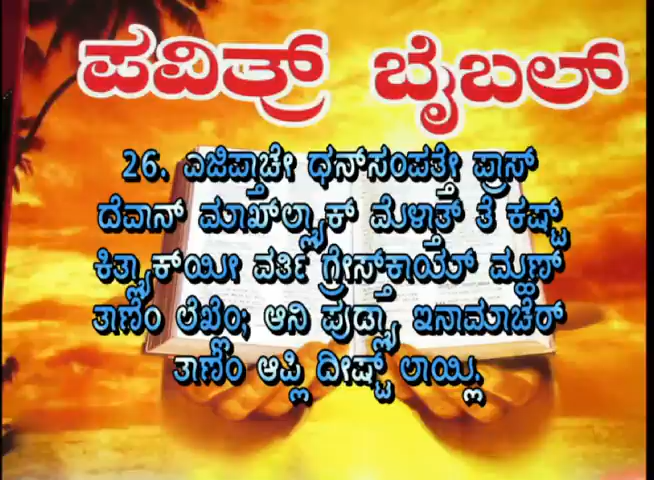 ಪವಿತ್ರ್ ಬೈಬಲ್
26. ಎಜಿಪ್ತಾಚೇ ಧನ್‌ಸಂಪತ್ತೇ ಪ್ರಾಸ್
ದೆವಾನ್ ಮಾಖ್‌ಲ್ಲ್ಯಾಕ್ ಮೆಳ್ತಾತ್ ತೆ ಕಷ್ಟ್
ಕಿತ್ಲ್ಯಾಕ್‌ಯೀ ವರ್ತಿ ಗ್ರೇಸ್ತ್‌ಕಾಯೆಚ್ ಮ್ಹಣ್
ತಾಣೆಂ ಲೆಖ್ಲೆಂ; ಆನಿ ಫುಡ್ಲ್ಯಾ ಇನಾಮಾಚೆರ್
ತಾಣೆಂ ಆಪ್ಲಿ ದೀಷ್ಟ್ ಲಾಯ್ಲಿ.